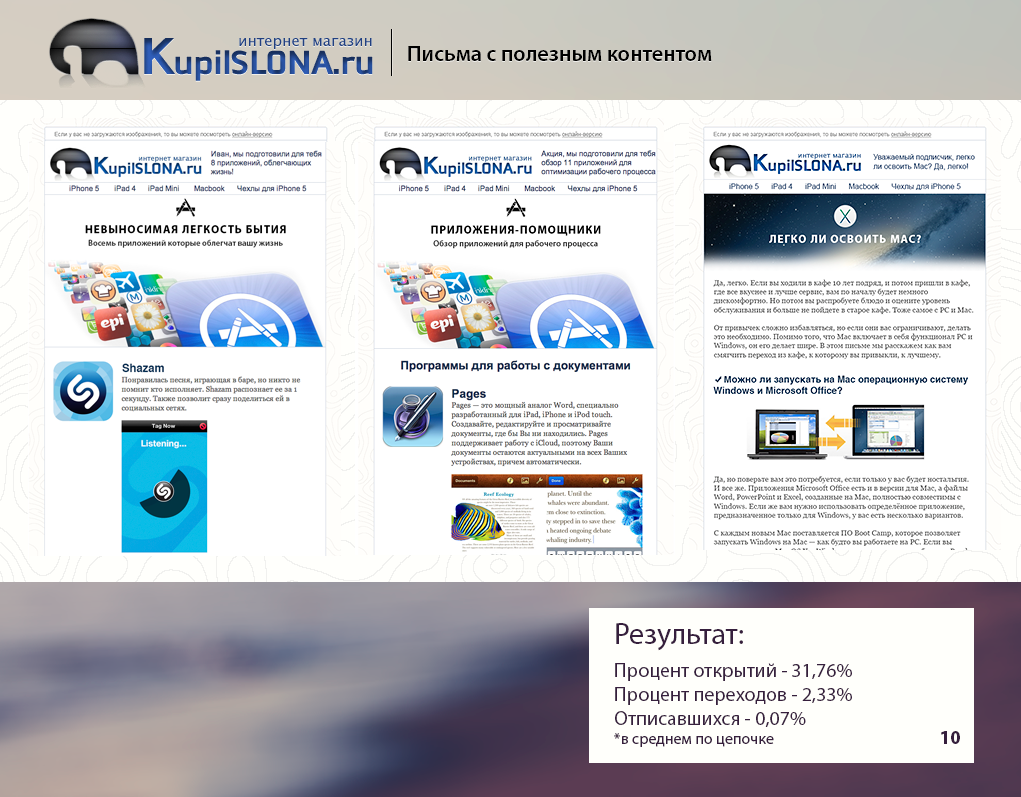 интернет магазин
KupiISLONA.ru
Письма с полезным контентом
Если у вас не загружаются изображения, то вы можете посмотреть онлайн-версию
интернет магазин
KupiISLONA.ru
Иван, мы подготовили для тебя
8 приложений, облегчающих
жизнь!
iPhone 5 iPad 4 iPad Mini Macbook Чехлы для iPhone 5
НЕВЫНОСИМАЯ ЛЕГКОСТЬ БЫТИЯ
Восемь приложений которые облегчат вашу жизнь
epi
Shazam
Понравилась песня, играющая в баре, но никто не
помнит кто исполняет. Shazam распознает ее за 1
секунду. Также позволит сразу поделиться ей в
социальных сетях.
Tag Now
Listening...
Если у вас не загружаются изображения, то вы можете посмотреть онлайн-версию
интернет магазин
KupiISLONA.ru
Акция, мы подготовили для тебя
обзор 11 приложений для
оптимизации рабочего процесса
iPhone 5 iPad 4 iPad Mini Macbook Чехлы для iPhone 5
ПРИЛОЖЕНИЯ-ПОМОЩНИКИ
Обзор приложений для рабочего процесса
epi
Программы для работы с документами
Pages
Pages — это мощный аналог Word, специально
разработанный для iPad, iPhone и iPod touch.
Создавайте, редактируйте и просматривайте
документы, где бы Вы ни находились. Pages
поддерживает работу с iCloud, поэтому Ваши
документы остаются актуальными на всех Ваших
устройствах, причем автоматически.
Documents
Done
Reef Ecology
planet. Until the
whales were abundant.
em close to extinction.
y stepped in to save these
a heated ongoing debate
whaling industry.
Если у вас не загружаются изображения, то вы можете посмотреть онлайн-версию
интернет магазин
KupiISLONA.ru
Уважаемый подписчик, легко
ли освоить Mac? Да, легко!
iPhone 5 iPad 4 iPad Mini Macbook Чехлы для iPhone 5
X
ЛЕГКО ЛИ ОСВОИТЬ MAC?
Да, легко. Если вы ходили в кафе 10 лет подряд, и потом пришли в кафе,
где все вкуснее и лучше сервис, вам по началу будет немного
дискомфортно. Но потом вы распробуете блюдо и оцените уровень
обслуживания и больше не пойдете в старое кафе. Тоже самое с PC и Mac.
От привычек сложно избавляться, но если они вас ограничивают, делать
это необходимо. Помимо того, что Mac включает в себя функционал PC и
Windows, он его делает шире. В этом письме мы расскажем как вам
смягчить переход из кафе, к которому вы привыкли, к лучшему.
✓ Можно ли запускать на Mac операционную систему
Windows и Microsoft Office?
Да, но поверьте вам это потребуется, если только у вас будет ностальгия.
И все же. Приложения Microsoft Office есть и в версии для Mac, а файлы
Word, PowerPoint и Excel, созданные на Mac, полностью совместимы с
Windows. Если же вам нужно использовать определённое приложение,
предназначенное только для Windows, у вас есть несколько вариантов.
С каждым новым Mac поставляется ПО Boot Camp, которое позволяет
запускать Windows на Mac — как будто вы работаете на PC. Если вы
Результат:
Процент открытий - 31,76%
Процент переходов - 2,33%
Отписавшихся - 0,07%
*в среднем по цепочке
10